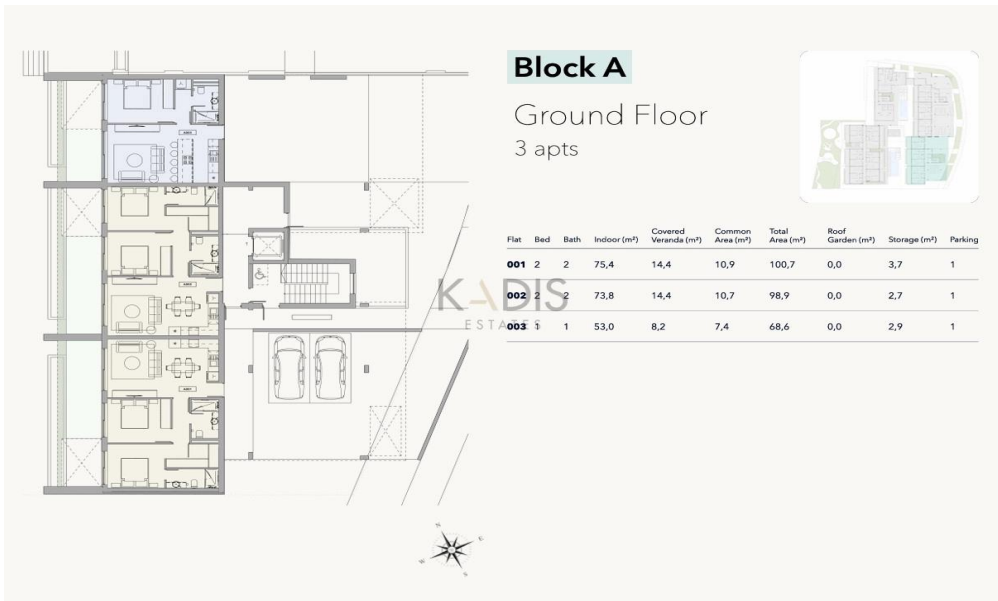 Block A
Ground Floor
3 apts
Flat Bed Bath Indoor (m²) Covered Veranda (m²) Common Area (m²) Total Area (m²) Roof Garden (m²) Storage (m²) Parking
001 2 2 75,4 14,4 10,9 100,7 0,0 3,7 1
002 2 2 73,8 14,4 10,7 98,9 0,0 2,7 1
003 1 1 53,0 8,2 7,4 68,6 0,0 2,9 1
KADIS
ESTATES
N
E
S